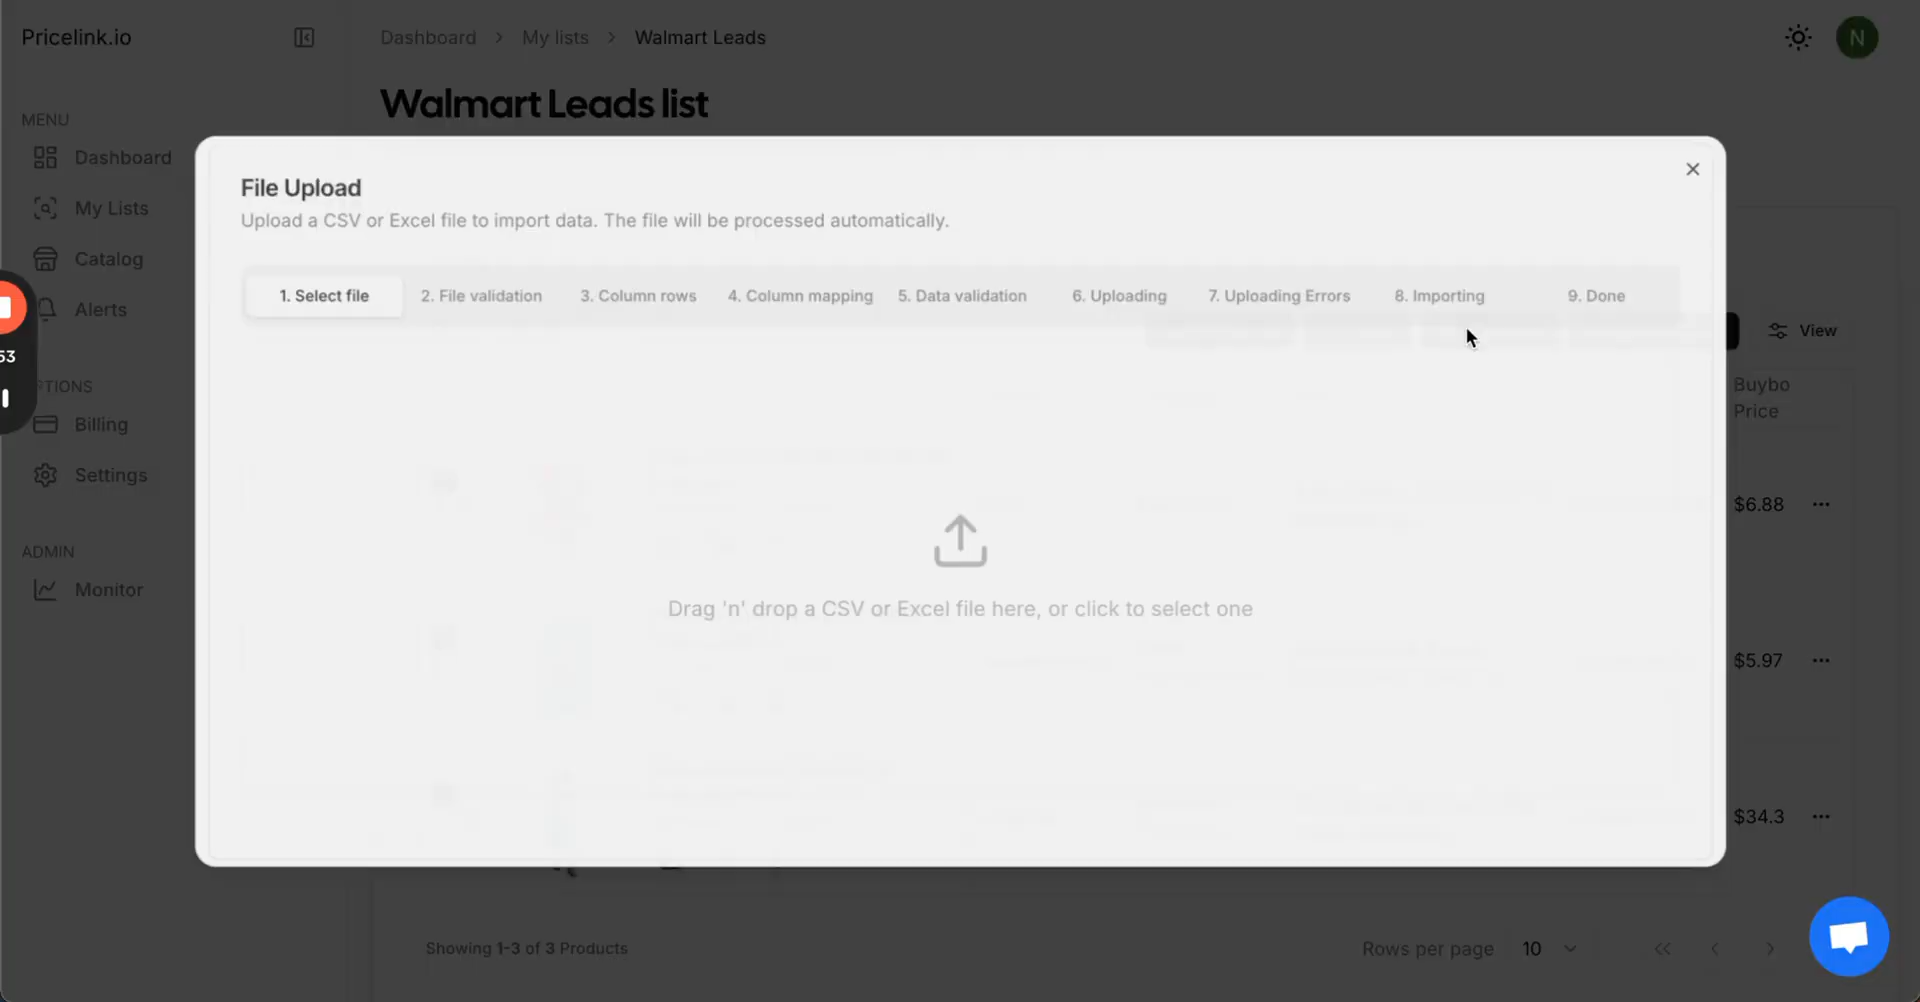 Pricelink.io
Dashboard > My lists > Walmart Leads
N
Walmart Leads list
MENU
Dashboard
My Lists
Catalog
Alerts
53
PTIONS
Billing
Settings
ADMIN
Monitor
File Upload
Upload a CSV or Excel file to import data. The file will be processed automatically.
1. Select file
2. File validation
3. Column rows
4. Column mapping
5. Data validation
6. Uploading
7. Uploading Errors
8. Importing
9. Done
Drag 'n' drop a CSV or Excel file here, or click to select one
View
Buybo
Price
$6.88 ...
$5.97 ...
$34.3 ...
Showing 1-3 of 3 Products
Rows per page 10